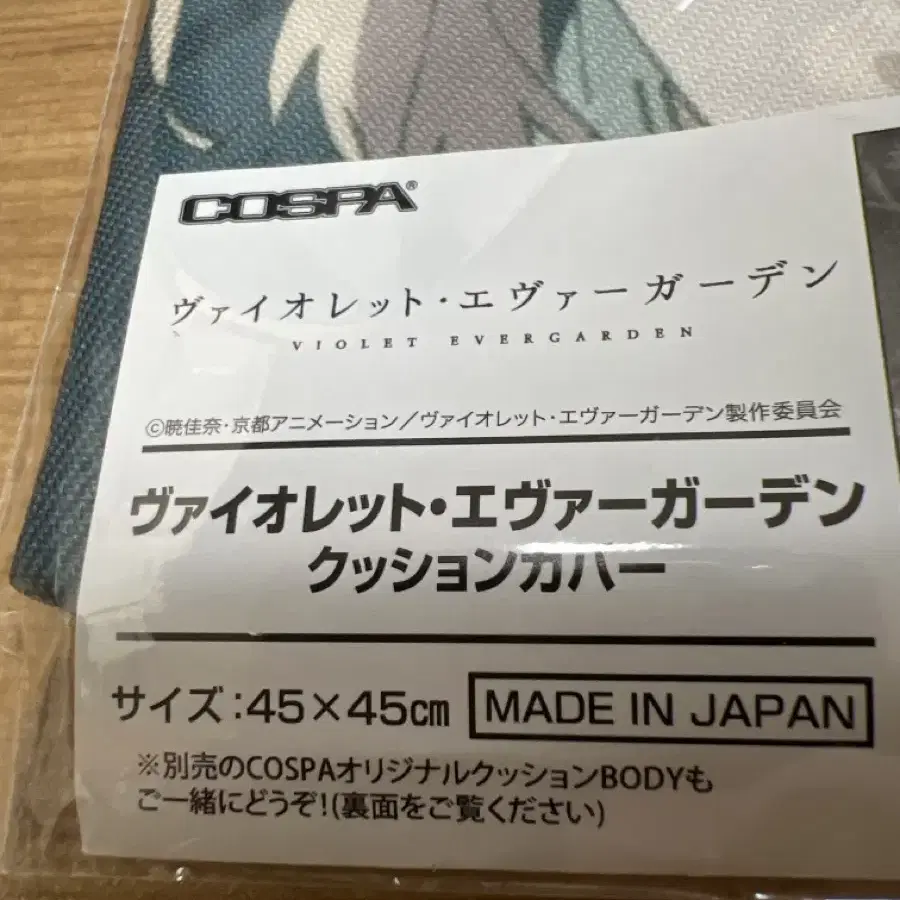 COSPA®
ヴァイオレット・エヴァーガーデン
VIOLET EVERGARDEN
©暁佳奈・京都アニメーション／ヴァイオレット・エヴァーガーデン製作委員会
ヴァイオレット・エヴァーガーデン
クッションカバー
サイズ：45×45㎝ MADE IN JAPAN
※別売のCOSPAオリジナルクッションBODYも
ご一緒にどうぞ！(裏面をご覧ください)